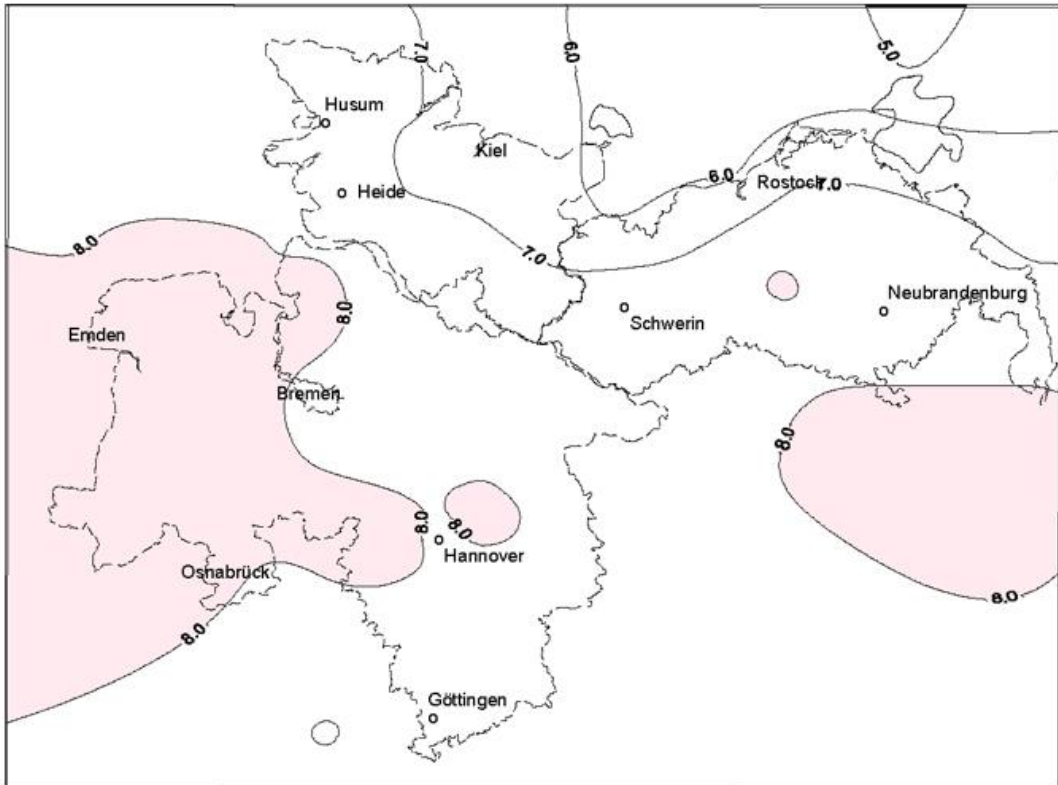 7.0
6.0
5.0
Husum
Kiel
Heide
6.0
Rostoch
7.0
8.0
7.0
8.0
Neubrandenburg
Schwerin
Emden
Bremen
8.0
8.0
8.0
Hannover
Osnabrück
8.0
8.0
Göttingen